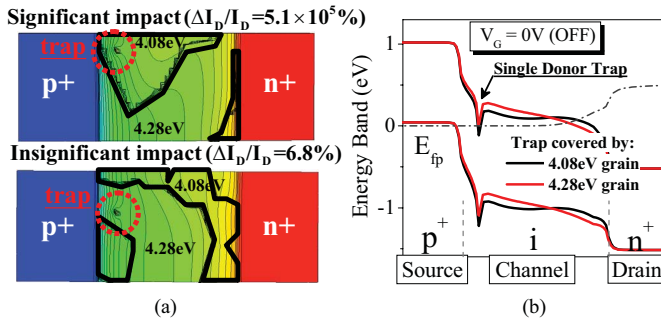 Significant impact (ΔI_D/I_D=5.1×10⁵%)
trap
4.08eV
p+
n+
4.28eV
Insignificant impact (ΔI_D/I_D=6.8%)
trap
4.08eV
p+
n+
4.28eV
(a)
V_G = 0V (OFF)
Single Donor Trap
Energy Band (eV)
1
0
-1
E_fp
Trap covered by:
4.08eV grain
4.28eV grain
p⁺
i
n⁺
Source
Channel
Drain
(b)